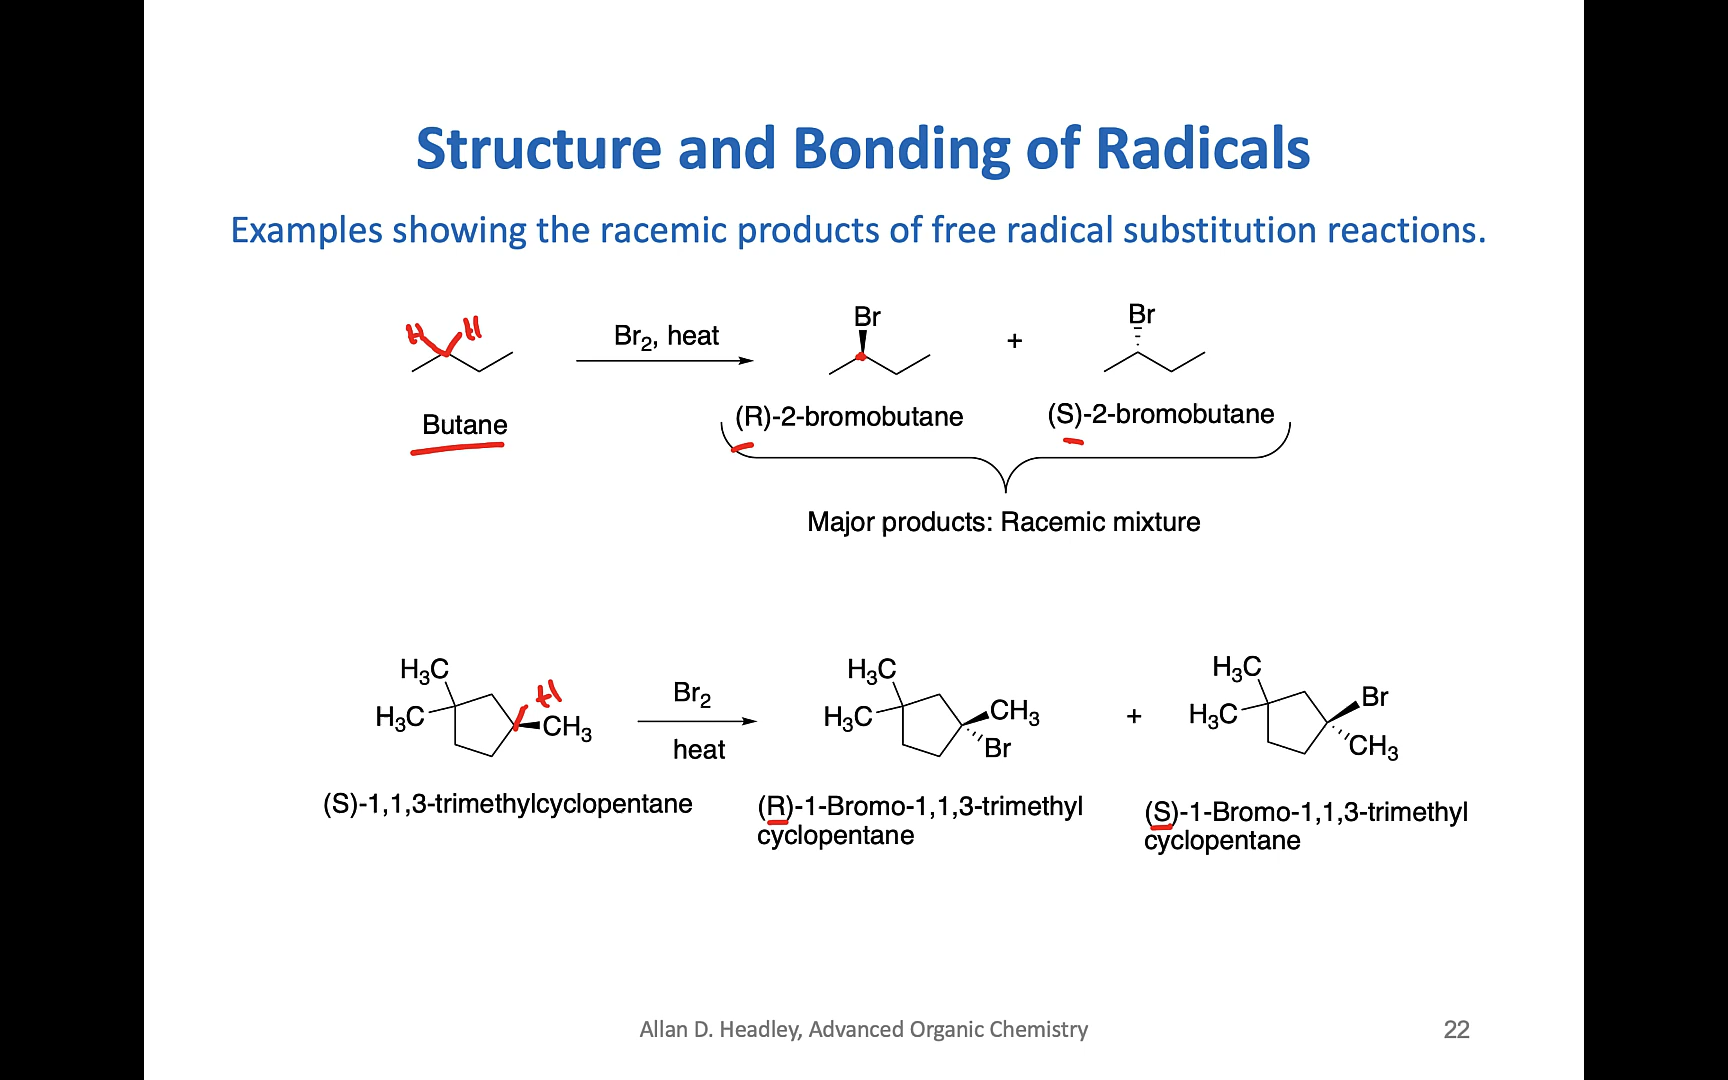 Structure and Bonding of Radicals
Examples showing the racemic products of free radical substitution reactions.
H H
Br₂, heat
Br
+
Br
Butane
(R)-2-bromobutane
(S)-2-bromobutane
Major products: Racemic mixture
H₃C
H₃C
H
CH₃
Br₂
heat
H₃C
H₃C
CH₃
Br
+
H₃C
H₃C
Br
CH₃
(S)-1,1,3-trimethylcyclopentane
(R)-1-Bromo-1,1,3-trimethyl
cyclopentane
(S)-1-Bromo-1,1,3-trimethyl
cyclopentane
Allan D. Headley, Advanced Organic Chemistry
22